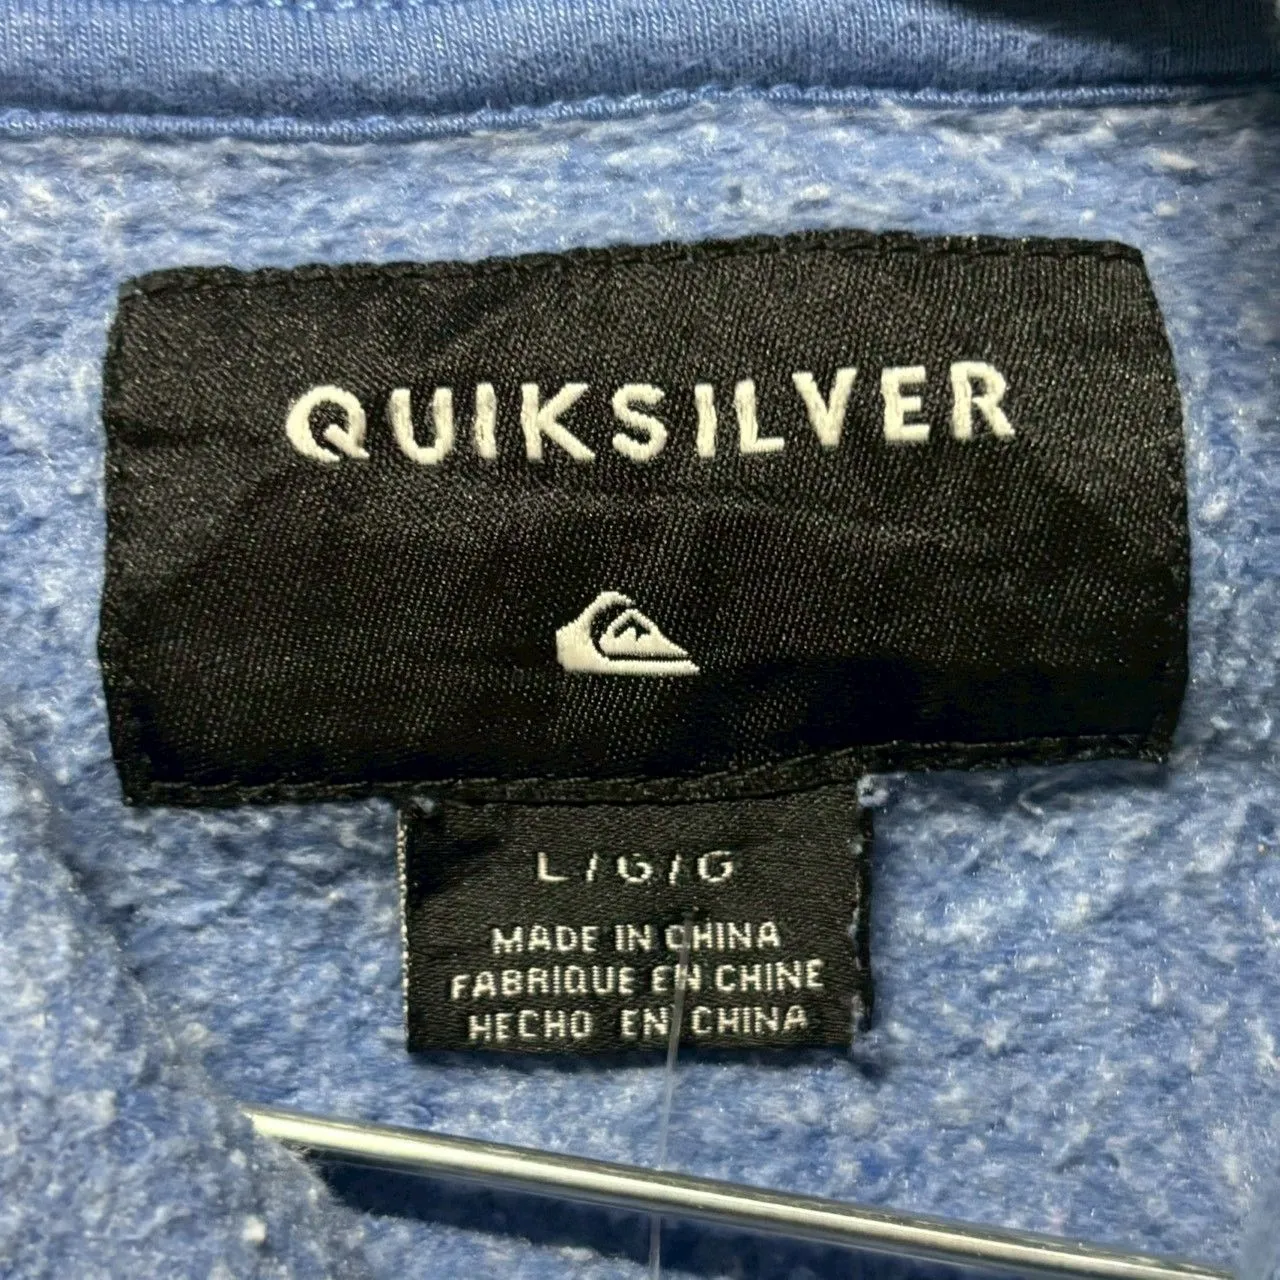 QUIKSILVER
L/G/G
MADE IN CHINA
FABRIQUE EN CHINE
HECHO EN CHINA